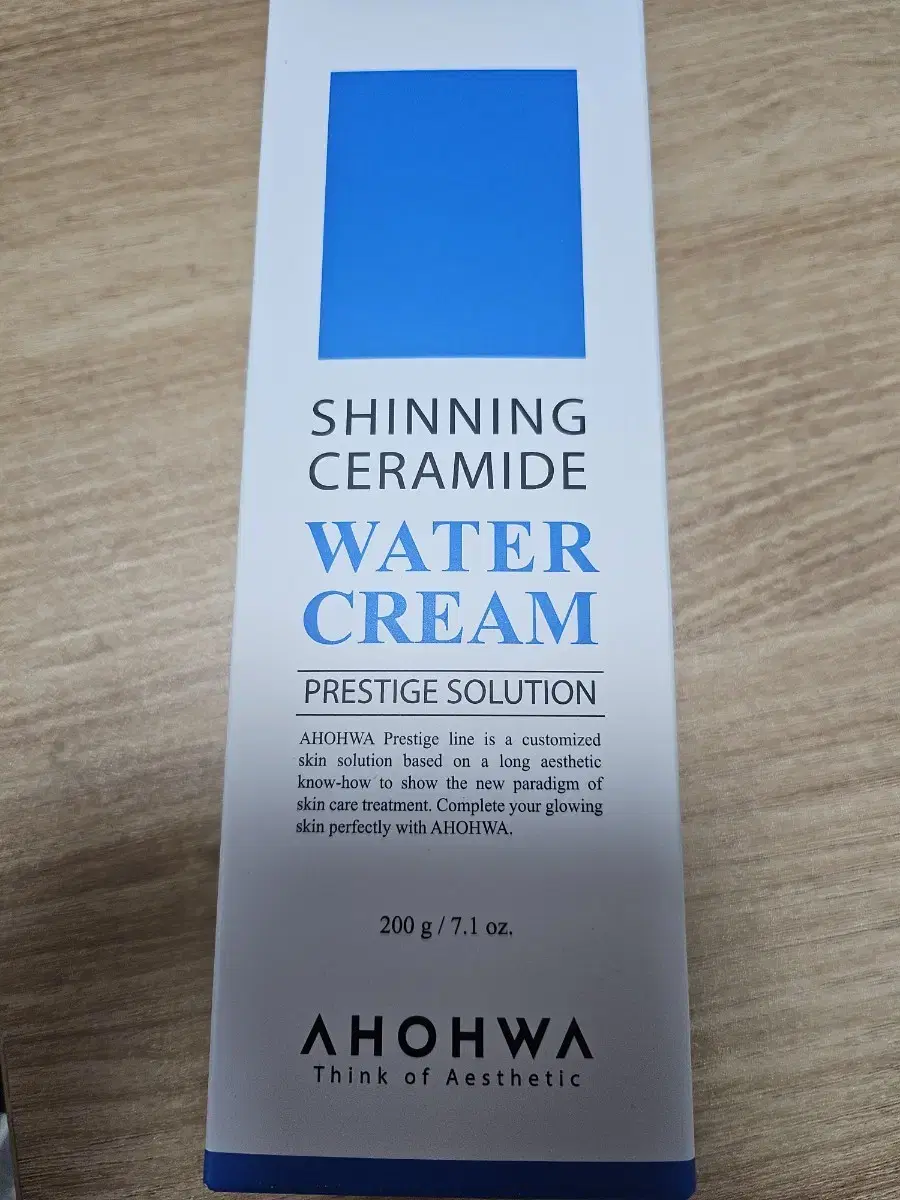 SHINNING
CERAMIDE
WATER
CREAM
PRESTIGE SOLUTION
AHOHWA Prestige line is a customized
skin solution based on a long aesthetic
know-how to show the new paradigm of
skin care treatment. Complete your glowing
skin perfectly with AHOHWA.
200 g / 7.1 oz.
AHOHWA
Think of Aesthetic